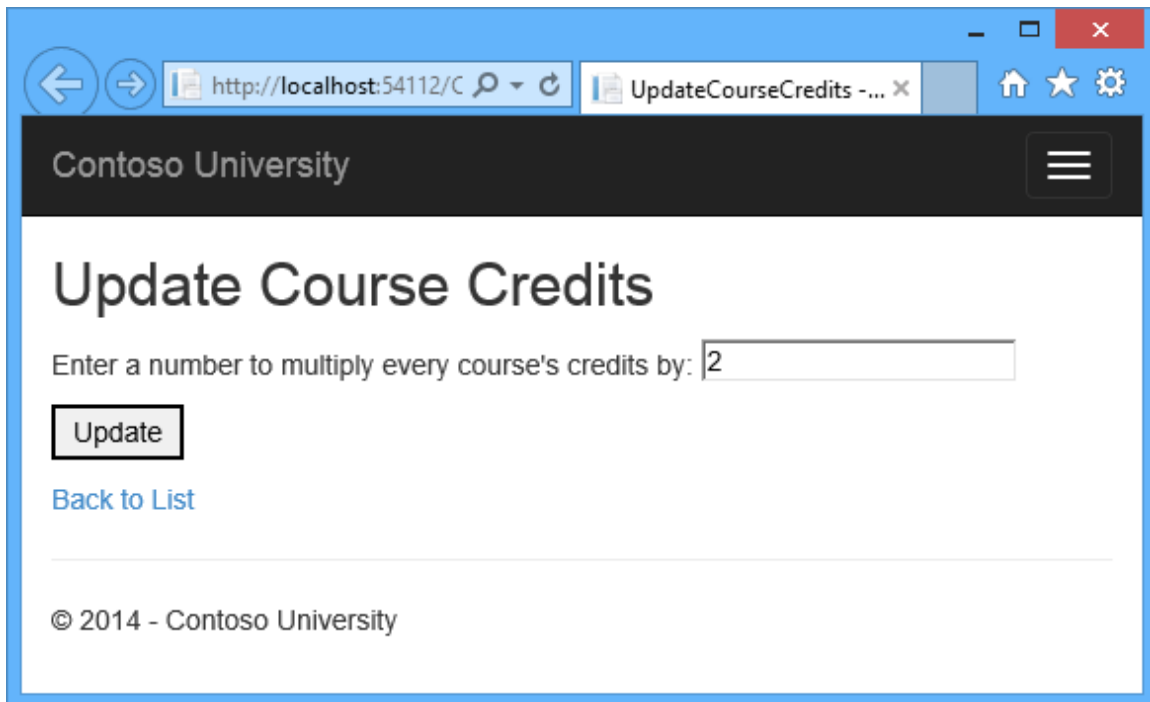 http://localhost:54112/C
UpdateCourseCredits -...
Contoso University
Update Course Credits
Enter a number to multiply every course's credits by: 2
Update
Back to List
© 2014 - Contoso University